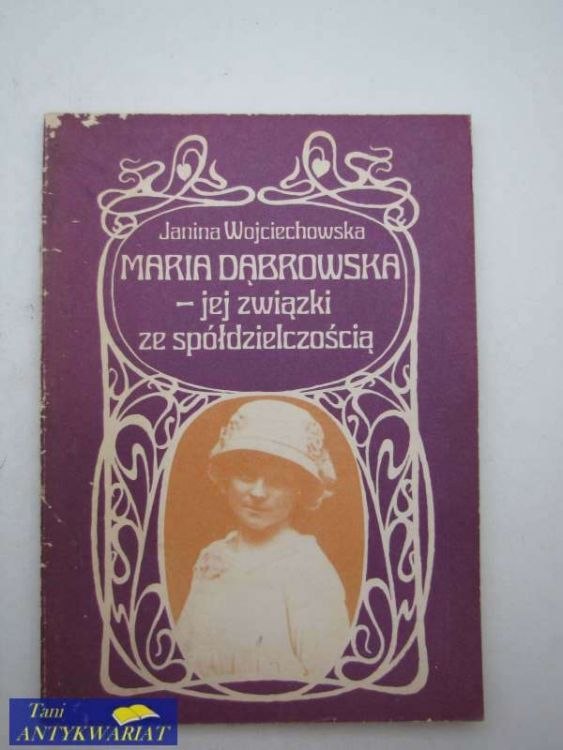 Janina Wojciechowska
MARIA DĄBROWSKA
– jej związki
ze spółdzielczością
Tani
ANTYKWARIAT